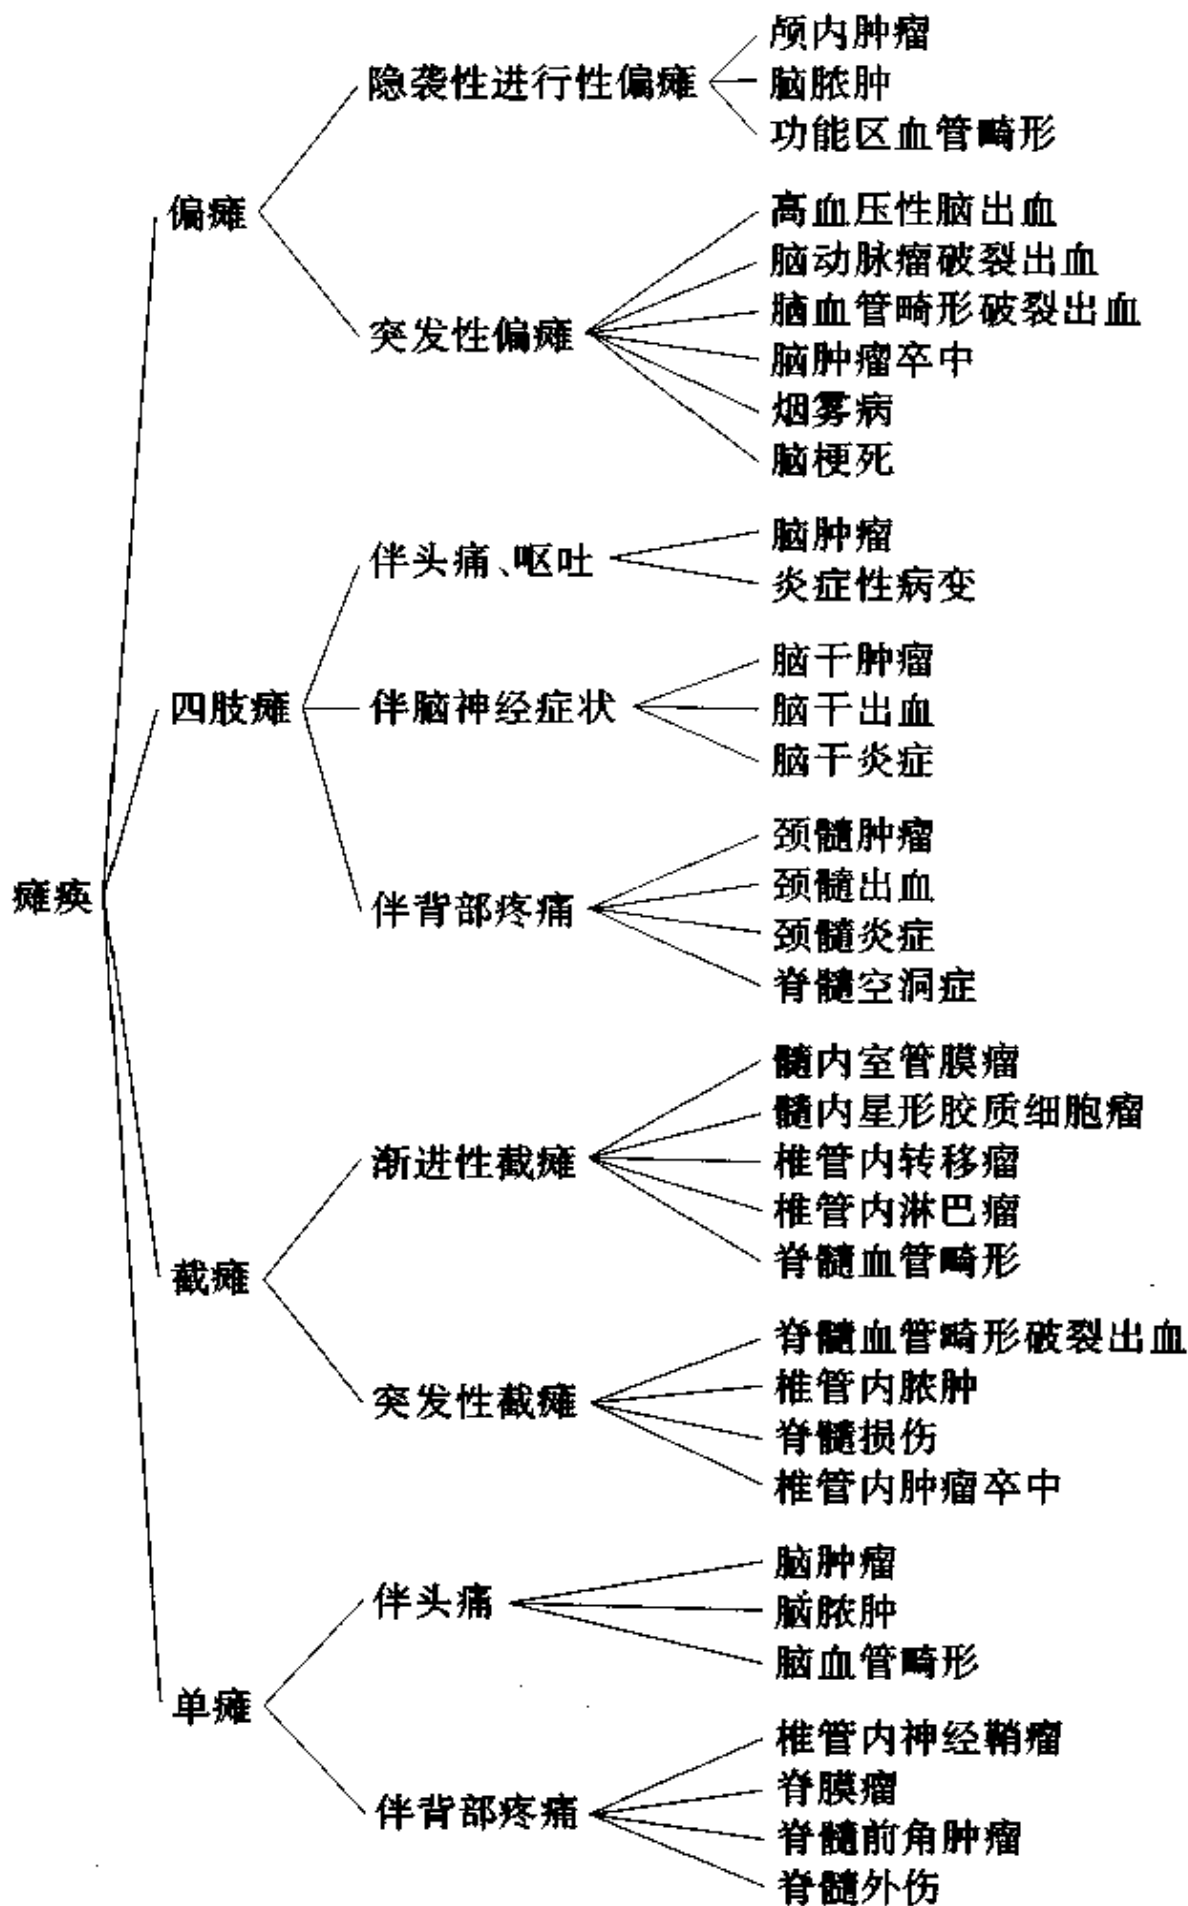 瘫痪
偏瘫
隐袭性进行性偏瘫
颅内肿瘤
脑脓肿
功能区血管畸形
突发性偏瘫
高血压性脑出血
脑动脉瘤破裂出血
脑血管畸形破裂出血
脑肿瘤卒中
烟雾病
脑梗死
四肢瘫
伴头痛、呕吐
脑肿瘤
炎症性病变
伴脑神经症状
脑干肿瘤
脑干出血
脑干炎症
伴背部疼痛
颈髓肿瘤
颈髓出血
颈髓炎症
脊髓空洞症
截瘫
渐进性截瘫
髓内室管膜瘤
髓内星形胶质细胞瘤
椎管内转移瘤
椎管内淋巴瘤
脊髓血管畸形
突发性截瘫
脊髓血管畸形破裂出血
椎管内脓肿
脊髓损伤
椎管内肿瘤卒中
单瘫
伴头痛
脑肿瘤
脑脓肿
脑血管畸形
伴背部疼痛
椎管内神经鞘瘤
脊膜瘤
脊髓前角肿瘤
脊髓外伤